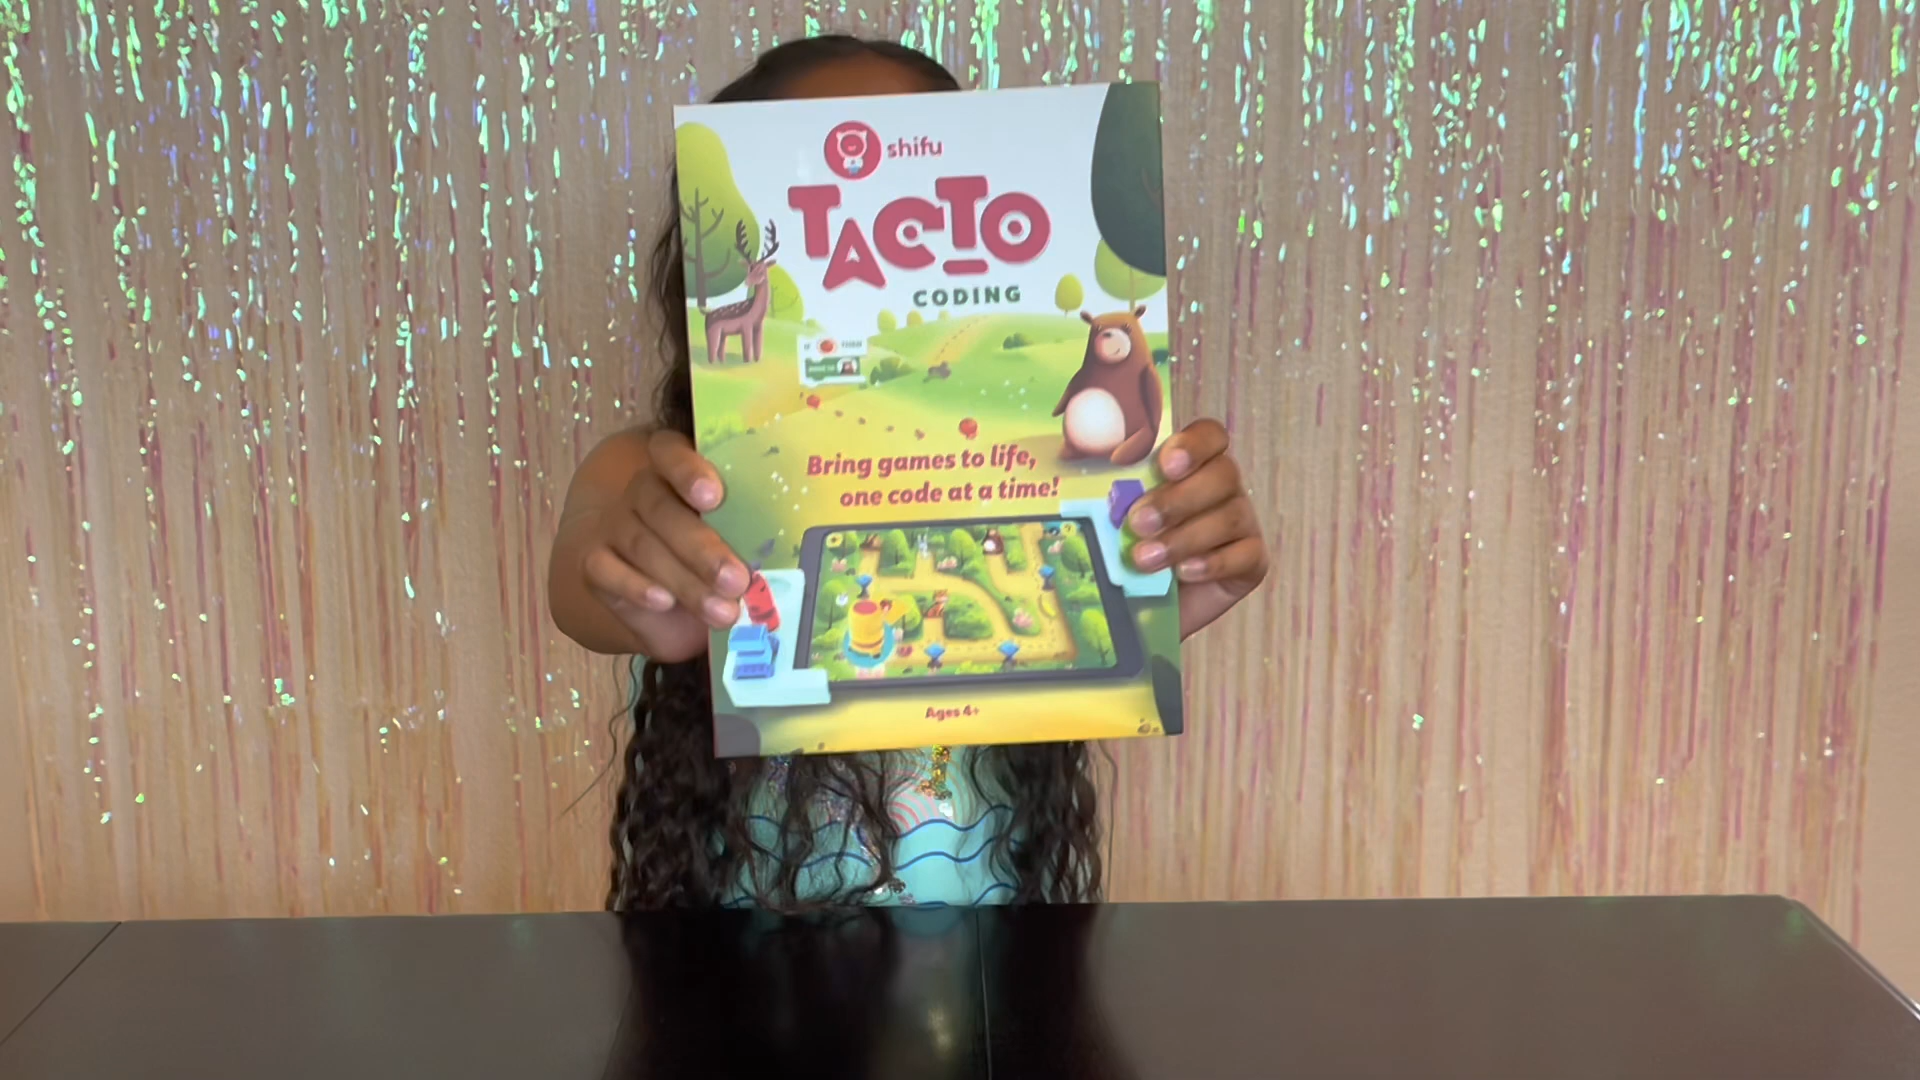 shifu
TACTO
CODING
Bring games to life,
one code at a time!
Ages 4+